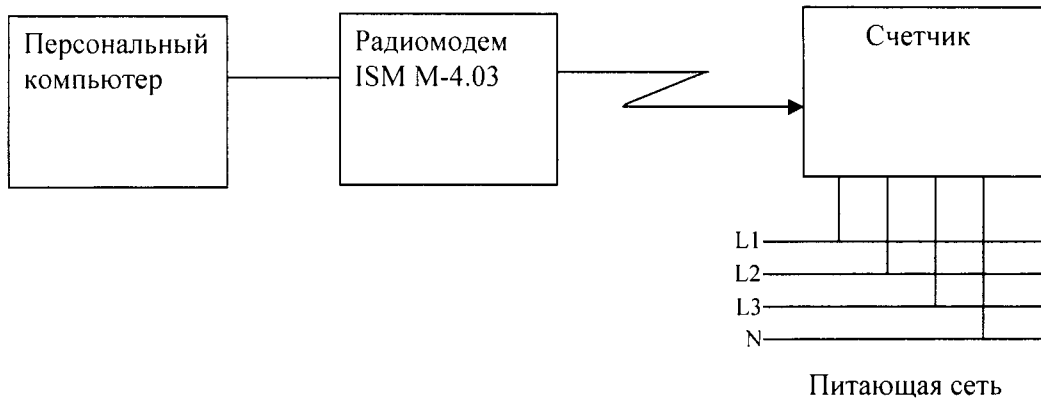 Персональный
компьютер
Радиомодем
ISM M-4.03
Счетчик
L1
L2
L3
N
Питающая сеть